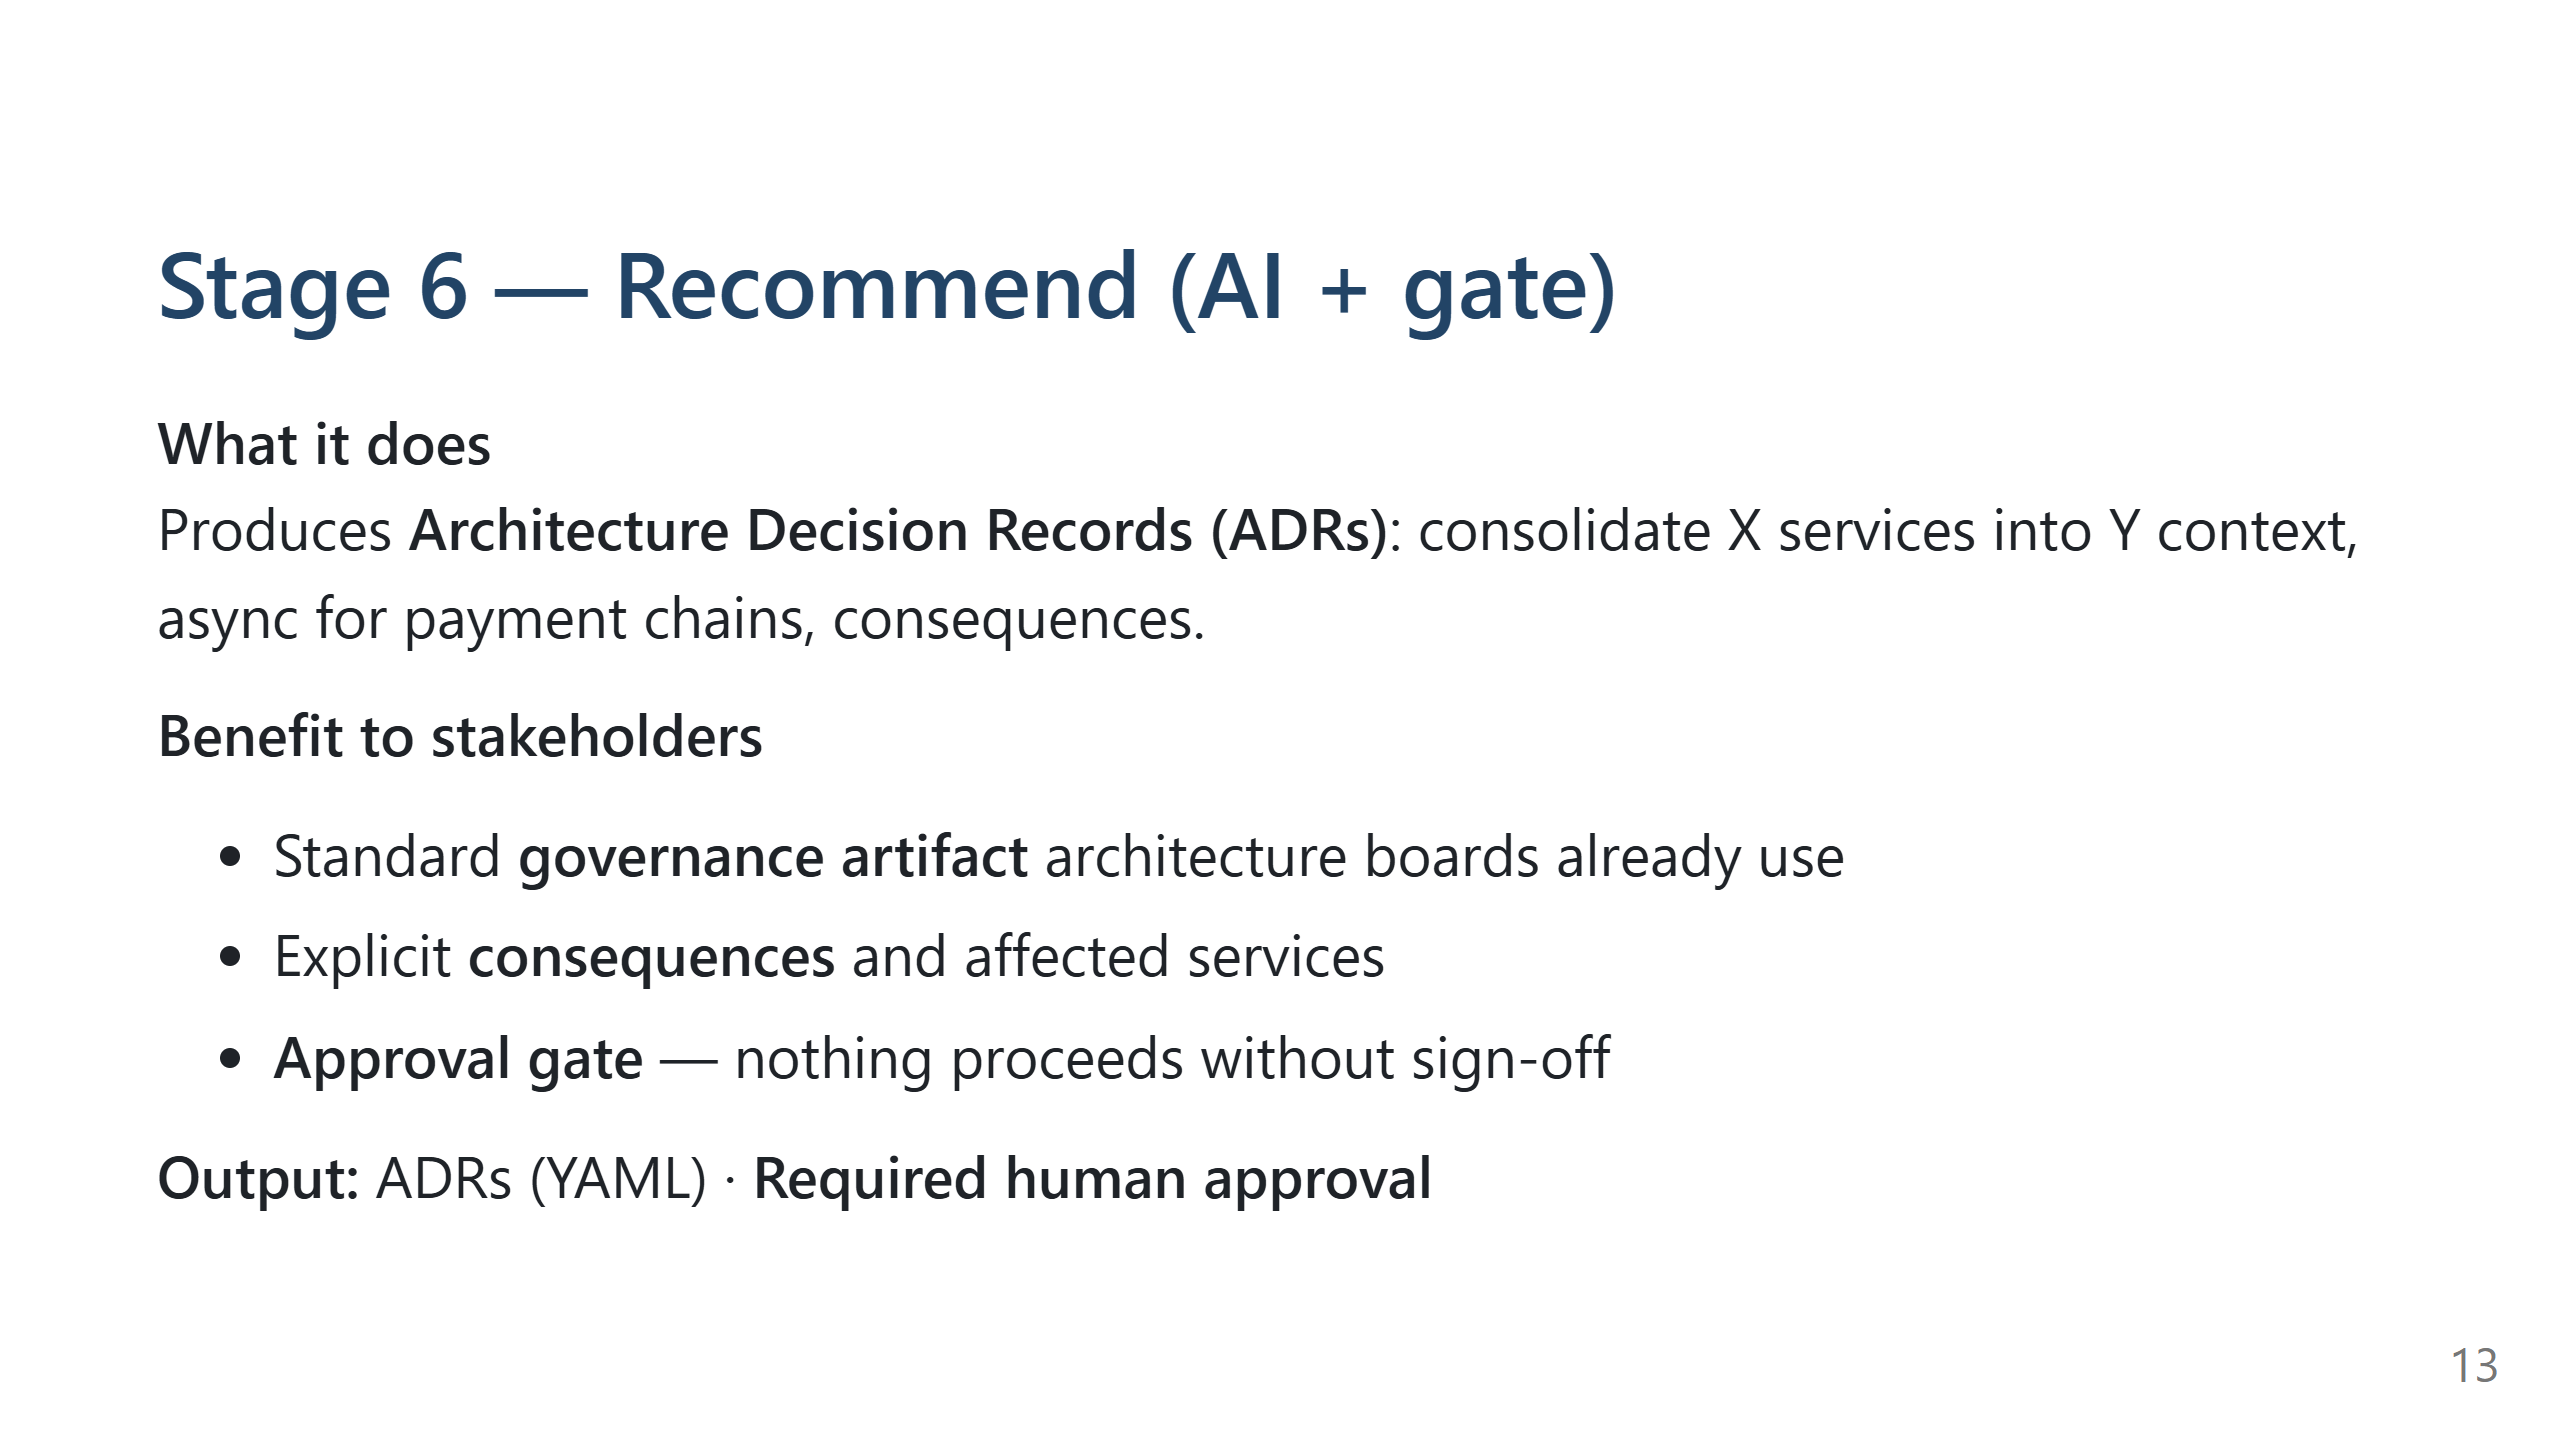 Stage 6 — Recommend (AI + gate)
What it does
Produces Architecture Decision Records (ADRs): consolidate X services into Y context,
async for payment chains, consequences.
Benefit to stakeholders
• Standard governance artifact architecture boards already use
• Explicit consequences and affected services
• Approval gate — nothing proceeds without sign-off
Output: ADRs (YAML) · Required human approval
13